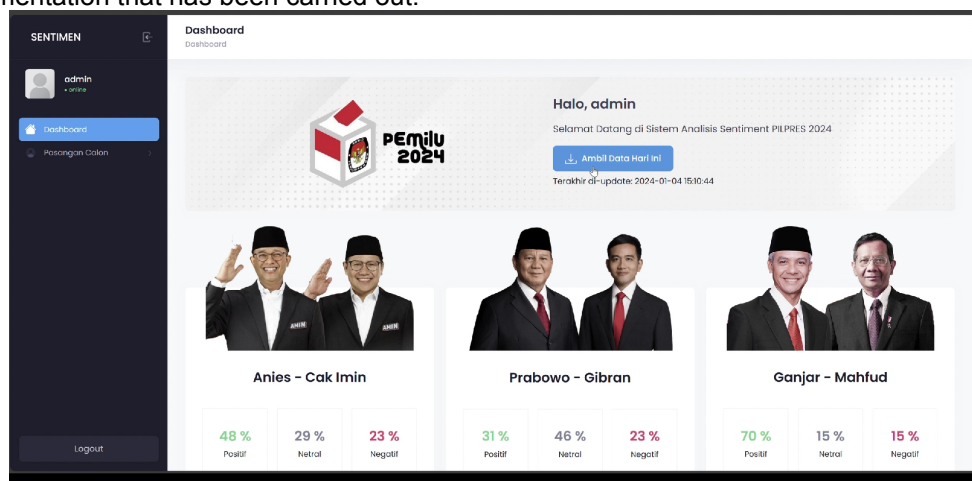 mentation that has been carried out.
SENTIMEN
Dashboard
Dashboard
admin
• online
Dashboard
Pasangan Calon
Logout
PEmilu
2024
Halo, admin
Selamat Datang di Sistem Analisis Sentiment PILPRES 2024
Ambil Data Hari Ini
Terakhir di-update: 2024-01-04 15:10:44
AMIN
AMIN
Anies - Cak Imin
Prabowo - Gibran
Ganjar - Mahfud
48 % 29 % 23 %
Positif Netral Negatif
31 % 46 % 23 %
Positif Netral Negatif
70 % 15 % 15 %
Positif Netral Negatif